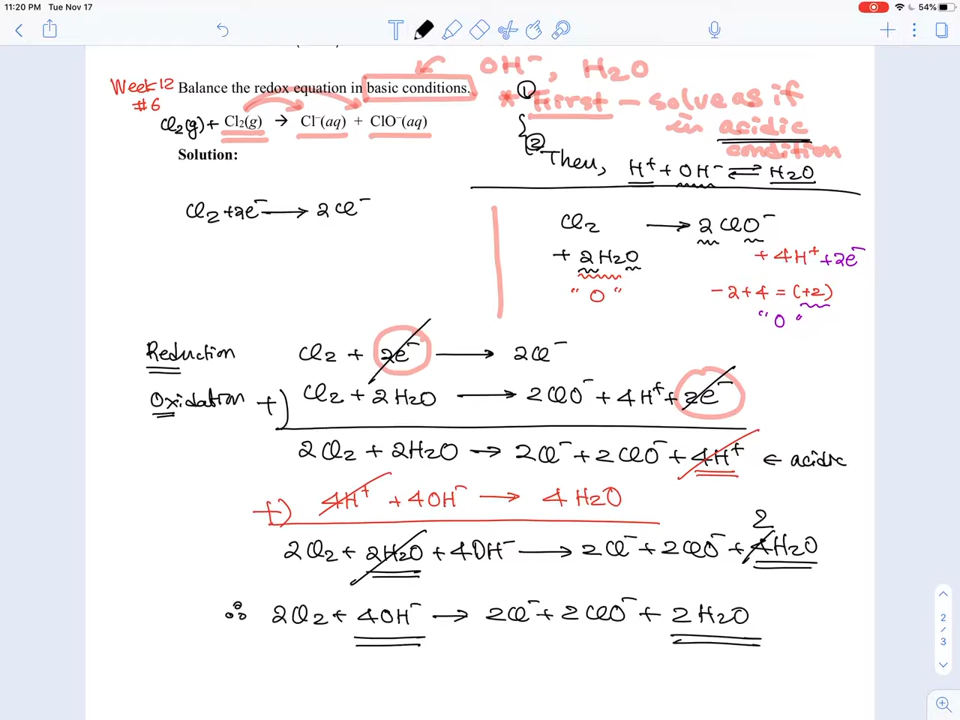 11:20 PM Tue Nov 17
54%
T
OH⁻, H₂O
Week 12
#6
Balance the redox equation in basic conditions.
① * First - solve as if
in acidic
condition
Cl₂(g) + Cl₂(g) → Cl⁻(aq) + ClO⁻(aq)
② Then, H⁺ + OH⁻ ⇌ H₂O
Solution:
Cl₂ + 2e⁻ → 2Cl⁻
Cl₂ → 2ClO⁻
+ 2H₂O + 4H⁺ + 2e⁻
"O" -2+4 = (+2)
"O"
Reduction Cl₂ + 2e⁻ → 2Cl⁻
Oxidation +) Cl₂ + 2H₂O → 2ClO⁻ + 4H⁺ + 2e⁻
2Cl₂ + 2H₂O → 2Cl⁻ + 2ClO⁻ + 4H⁺ ← acidic
+) 4H⁺ + 4OH⁻ → 4H₂O
2
2Cl₂ + 2H₂O + 4OH⁻ → 2Cl⁻ + 2ClO⁻ + 4H₂O
∴ 2Cl₂ + 4OH⁻ → 2Cl⁻ + 2ClO⁻ + 2H₂O
2
/
3